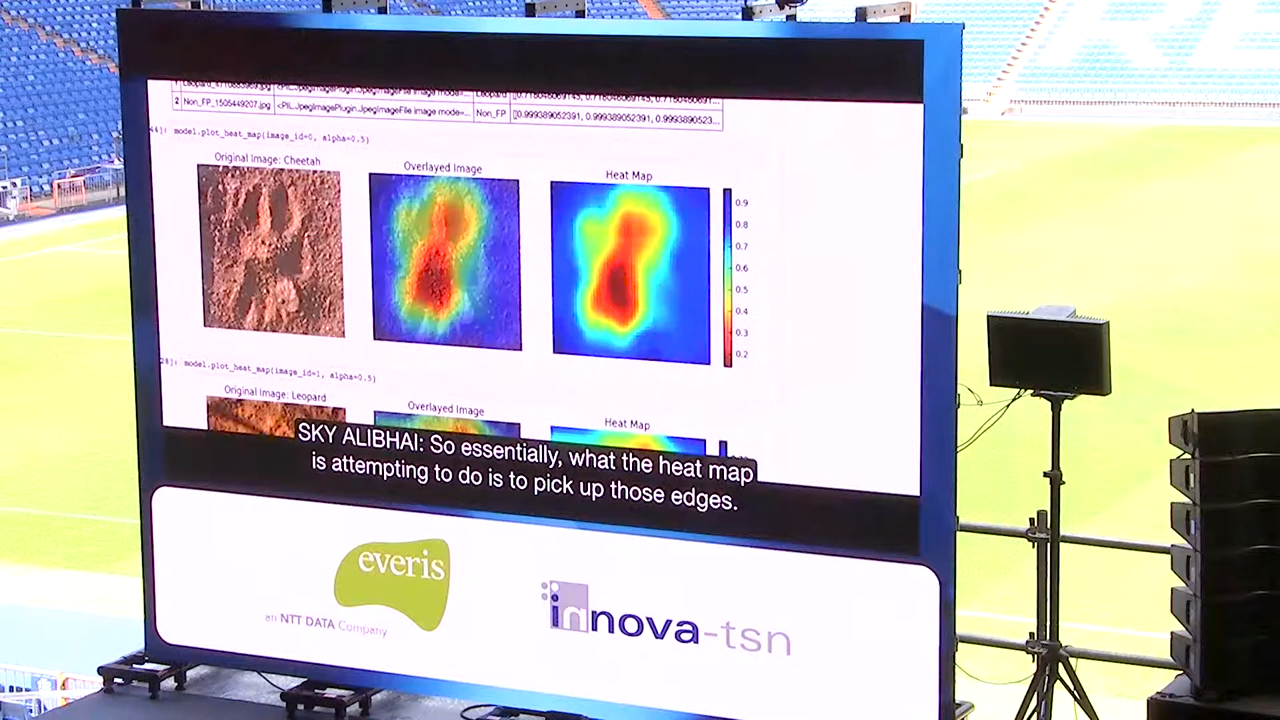 2 Non_FP_1505449207.jpg <PIL.JpegImagePlugin.JpegImageFile image mode=... Non_FP [[0.999389052391, 0.999389052391, 0.9993890523...
model.plot_heat_map(image_id=0, alpha=0.5)
Original Image: Cheetah
Overlayed Image
Heat Map
0.9
0.8
0.7
0.6
0.5
0.4
0.3
0.2
model.plot_heat_map(image_id=1, alpha=0.5)
Original Image: Leopard
Overlayed Image
Heat Map
SKY ALIBHAI: So essentially, what the heat map
is attempting to do is to pick up those edges.
everis
an NTT DATA Company
innova-tsn